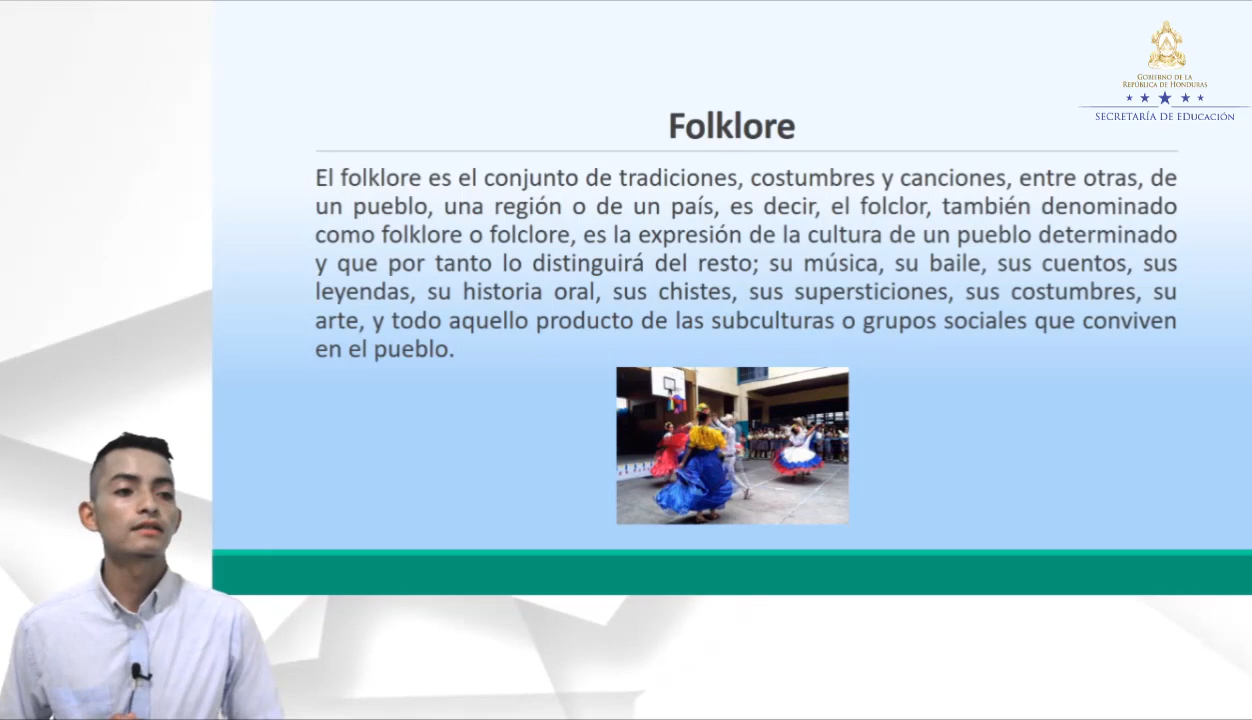 GOBIERNO DE LA
REPÚBLICA DE HONDURAS
SECRETARÍA DE EDUCACIÓN
Folklore
El folklore es el conjunto de tradiciones, costumbres y canciones, entre otras, de
un pueblo, una región o de un país, es decir, el folclor, también denominado
como folklore o folclore, es la expresión de la cultura de un pueblo determinado
y que por tanto lo distinguirá del resto; su música, su baile, sus cuentos, sus
leyendas, su historia oral, sus chistes, sus supersticiones, sus costumbres, su
arte, y todo aquello producto de las subculturas o grupos sociales que conviven
en el pueblo.